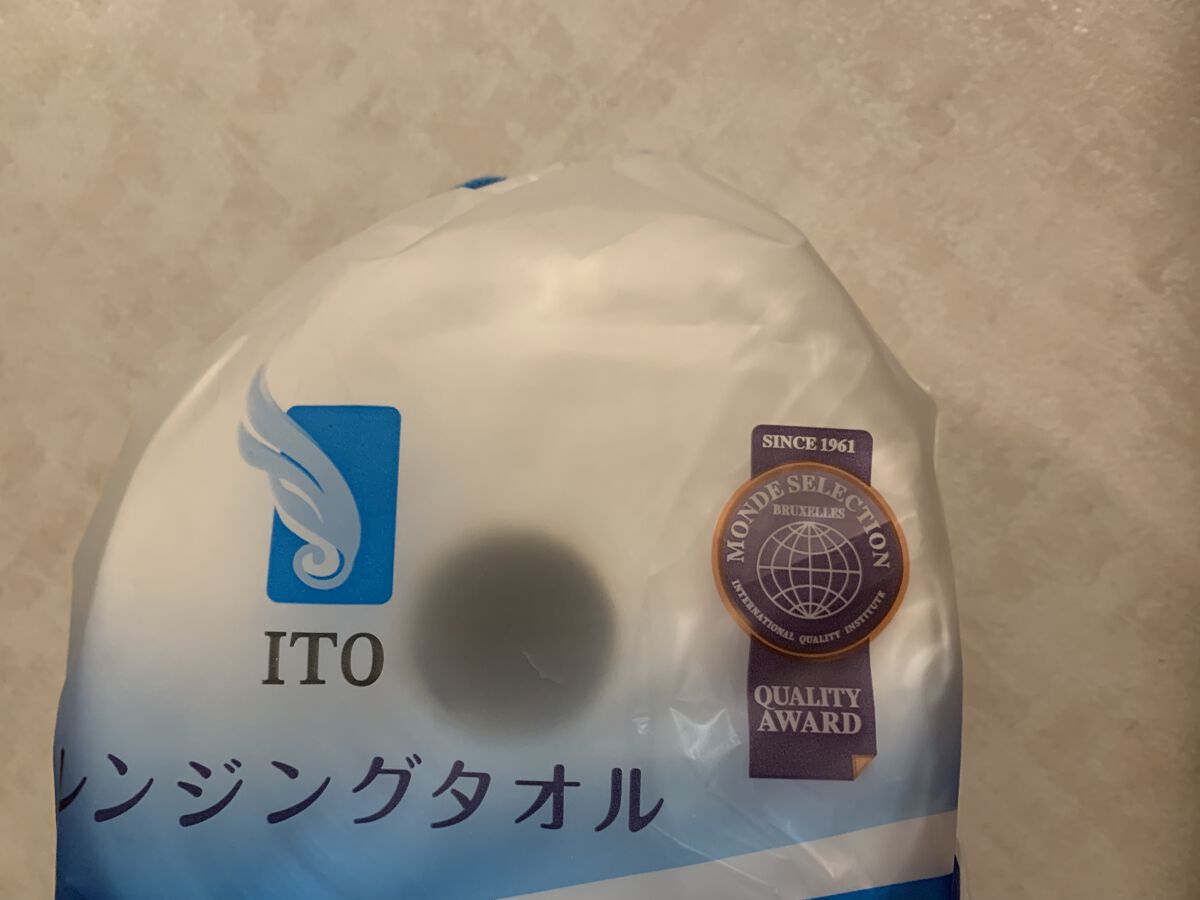 ITO
レンジングタオル
SINCE 1961
MONDE SELECTION
BRUXELLES
INTERNATIONAL QUALITY INSTITUTE
QUALITY
AWARD